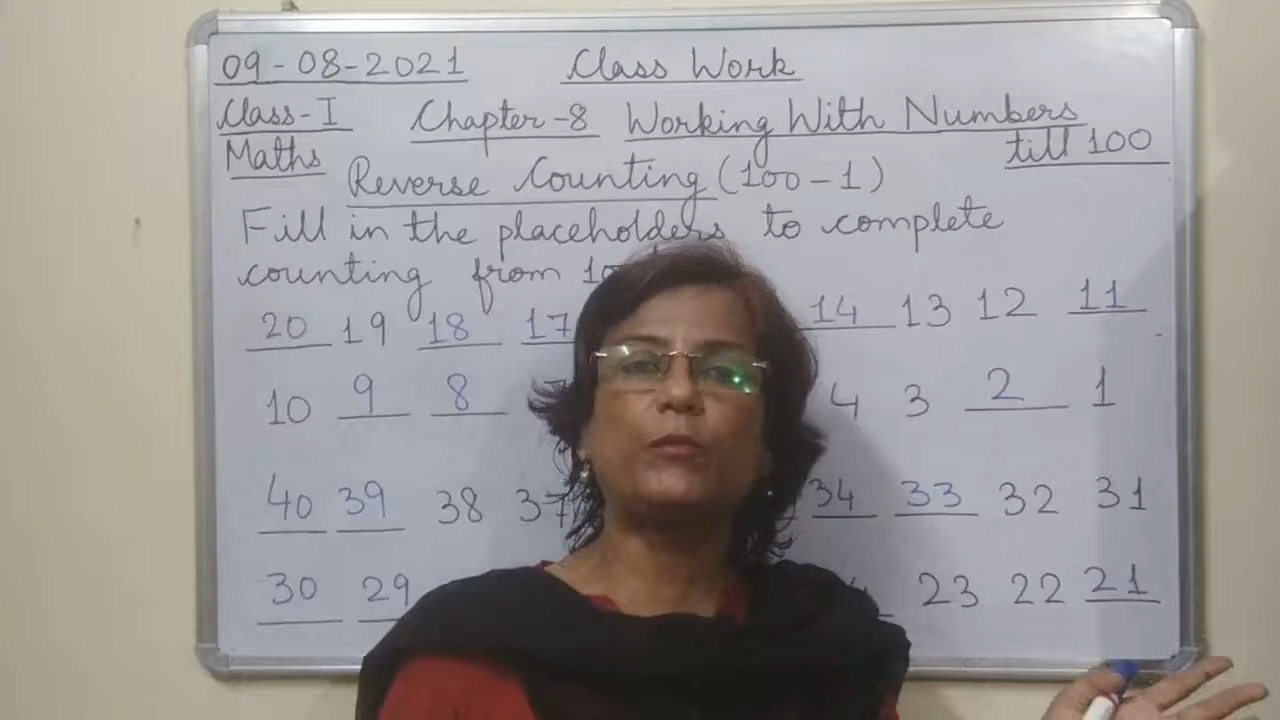 09-08-2021 Class Work
Class-I Chapter-8 Working With Numbers
Maths till 100
Reverse Counting (100-1)
Fill in the placeholders to complete
counting from
20 19 18 17 14 13 12 11
10 9 8 4 3 2 1
40 39 38 37 34 33 32 31
30 29 23 22 21